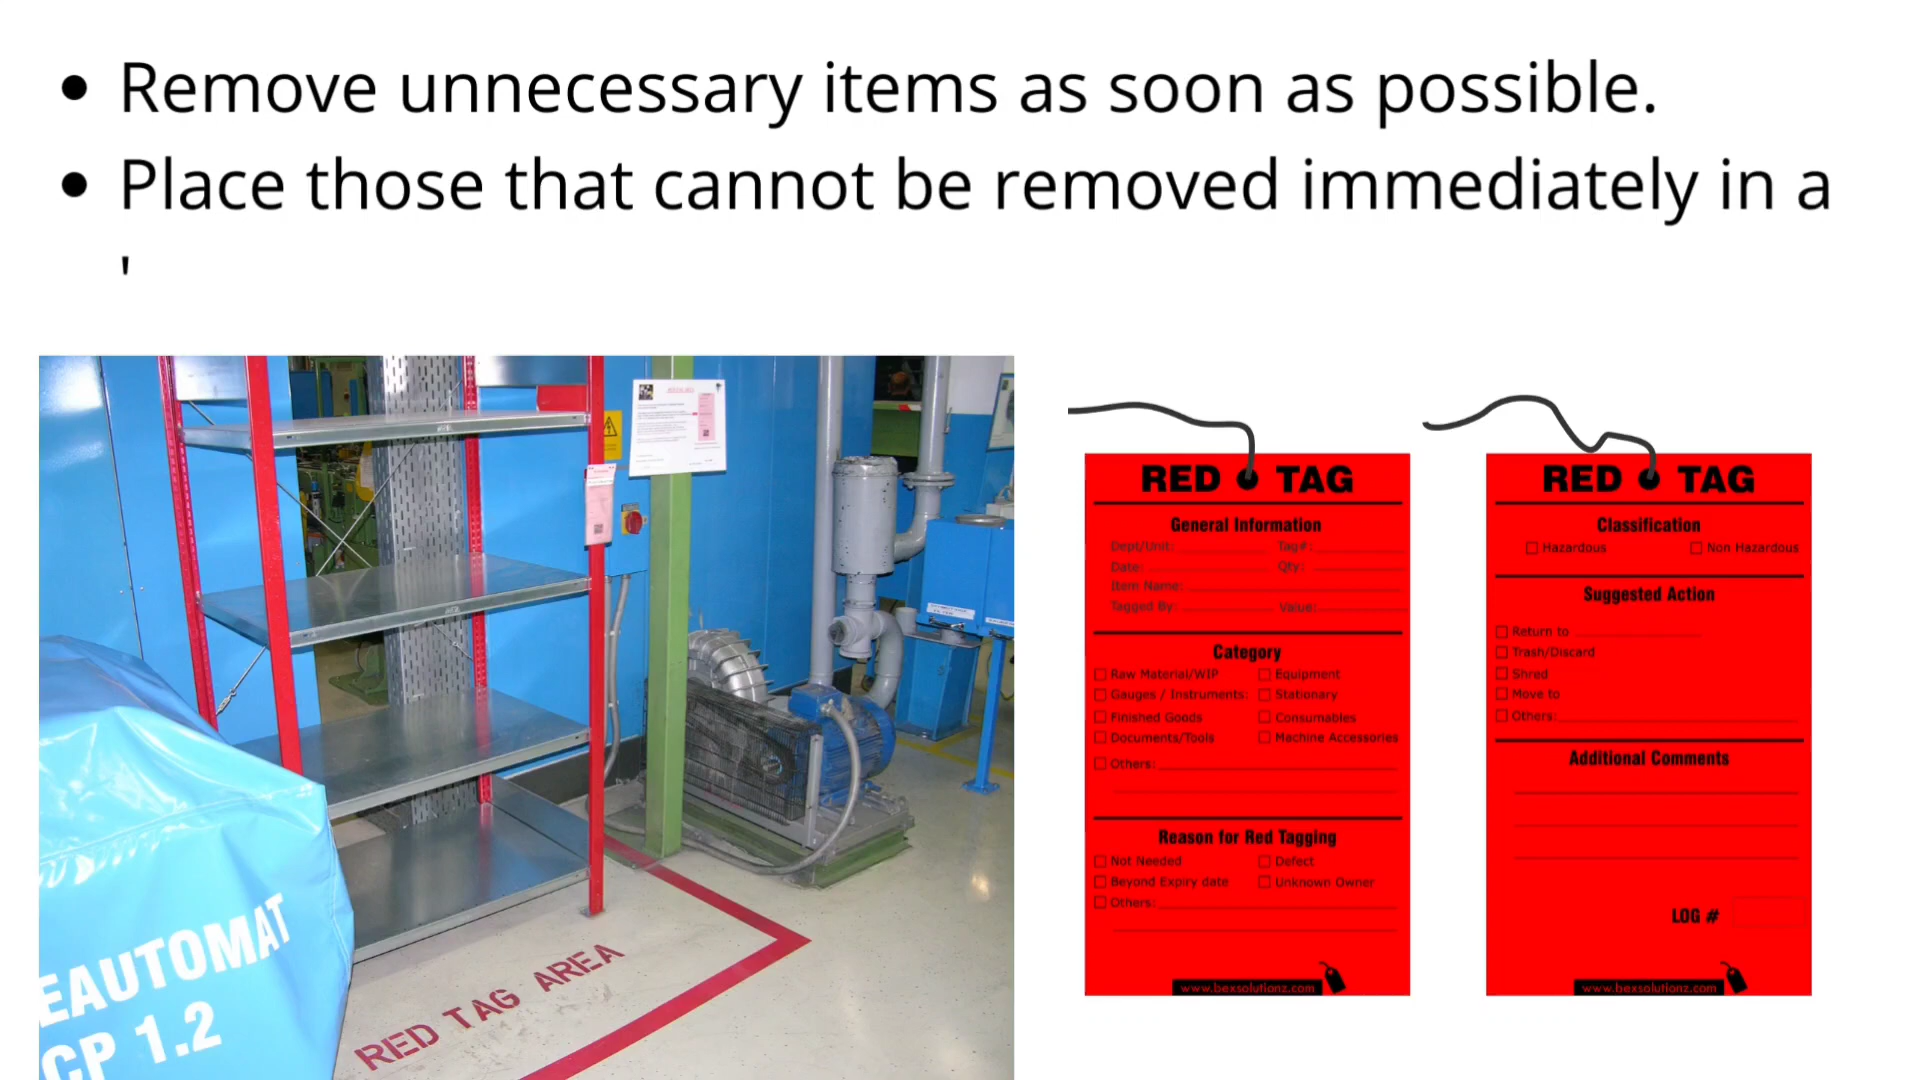 • Remove unnecessary items as soon as possible.
• Place those that cannot be removed immediately in a
'
EAUTOMAT
CP 1.2
RED TAG AREA
RED TAG
General Information
Dept/Unit: Tag#:
Date: Qty:
Item Name:
Tagged By: Value:
Category
Raw Material/WIP Equipment
Gauges / Instruments: Stationary
Finished Goods Consumables
Documents/Tools Machine Accessories
Others:
Reason for Red Tagging
Not Needed Defect
Beyond Expiry date Unknown Owner
Others:
www.bexsolutionz.com
RED TAG
Classification
Hazardous Non Hazardous
Suggested Action
Return to
Trash/Discard
Shred
Move to
Others:
Additional Comments
LOG #
www.bexsolutionz.com